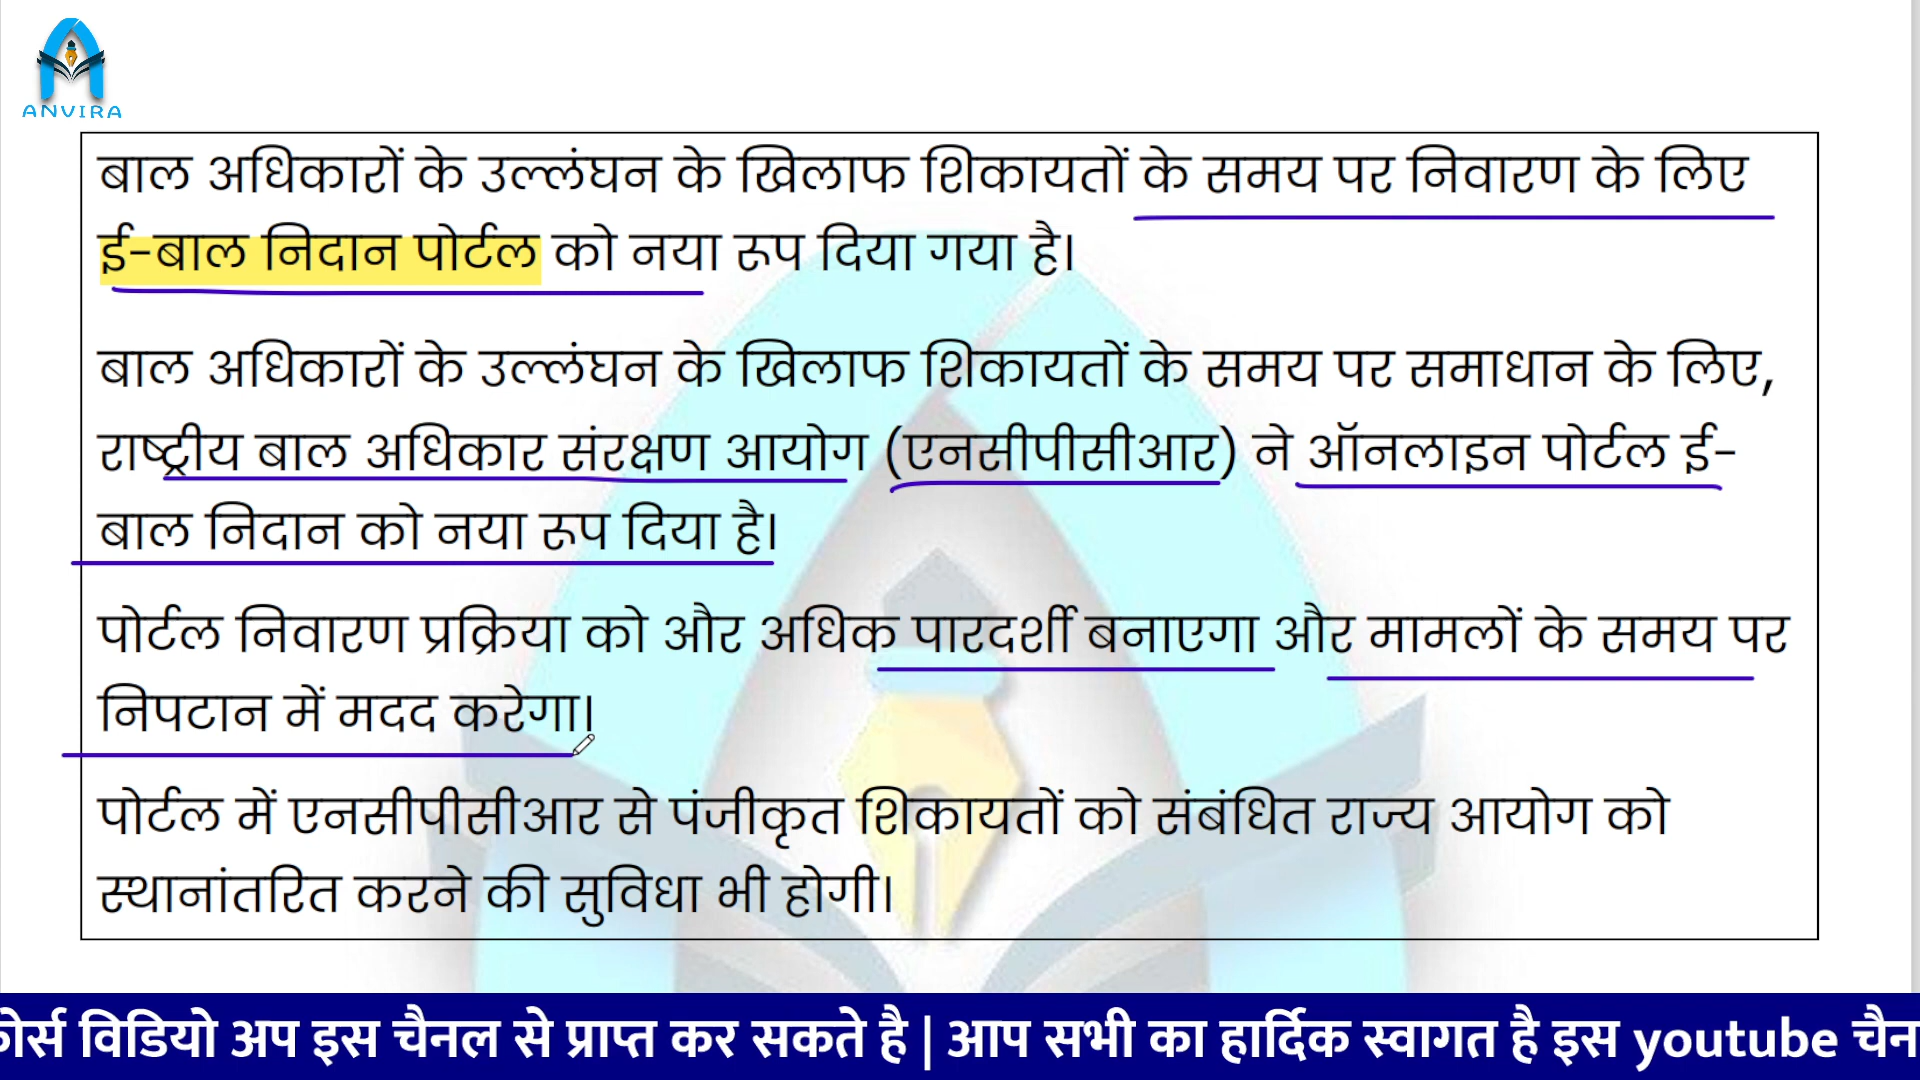 ANVIRA
बाल अधिकारों के उल्लंघन के खिलाफ शिकायतों के समय पर निवारण के लिए
ई-बाल निदान पोर्टल को नया रूप दिया गया है।
बाल अधिकारों के उल्लंघन के खिलाफ शिकायतों के समय पर समाधान के लिए,
राष्ट्रीय बाल अधिकार संरक्षण आयोग (एनसीपीसीआर) ने ऑनलाइन पोर्टल ई-
बाल निदान को नया रूप दिया है।
पोर्टल निवारण प्रक्रिया को और अधिक पारदर्शी बनाएगा और मामलों के समय पर
निपटान में मदद करेगा।
पोर्टल में एनसीपीसीआर से पंजीकृत शिकायतों को संबंधित राज्य आयोग को
स्थानांतरित करने की सुविधा भी होगी।
विडियो अप इस चैनल से प्राप्त कर सकते है | आप सभी का हार्दिक स्वागत है इस youtube